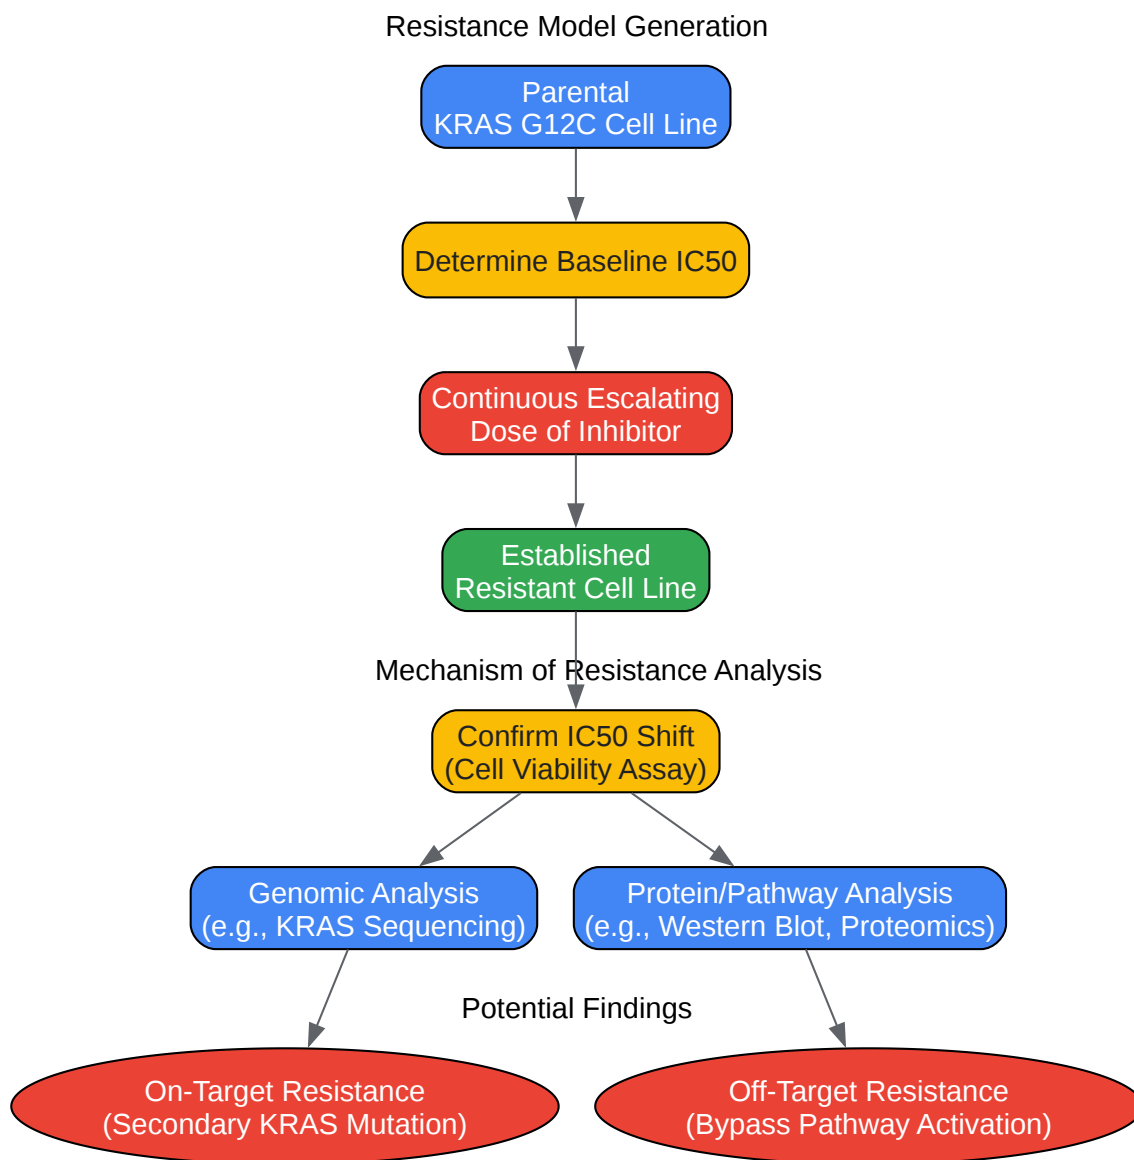 Resistance Model Generation
Parental
KRAS G12C Cell Line
Determine Baseline IC50
Continuous Escalating
Dose of Inhibitor
Established
Resistant Cell Line
Mechanism of Resistance Analysis
Confirm IC50 Shift
(Cell Viability Assay)
Genomic Analysis
(e.g., KRAS Sequencing)
Protein/Pathway Analysis
(e.g., Western Blot, Proteomics)
Potential Findings
On-Target Resistance
(Secondary KRAS Mutation)
Off-Target Resistance
(Bypass Pathway Activation)